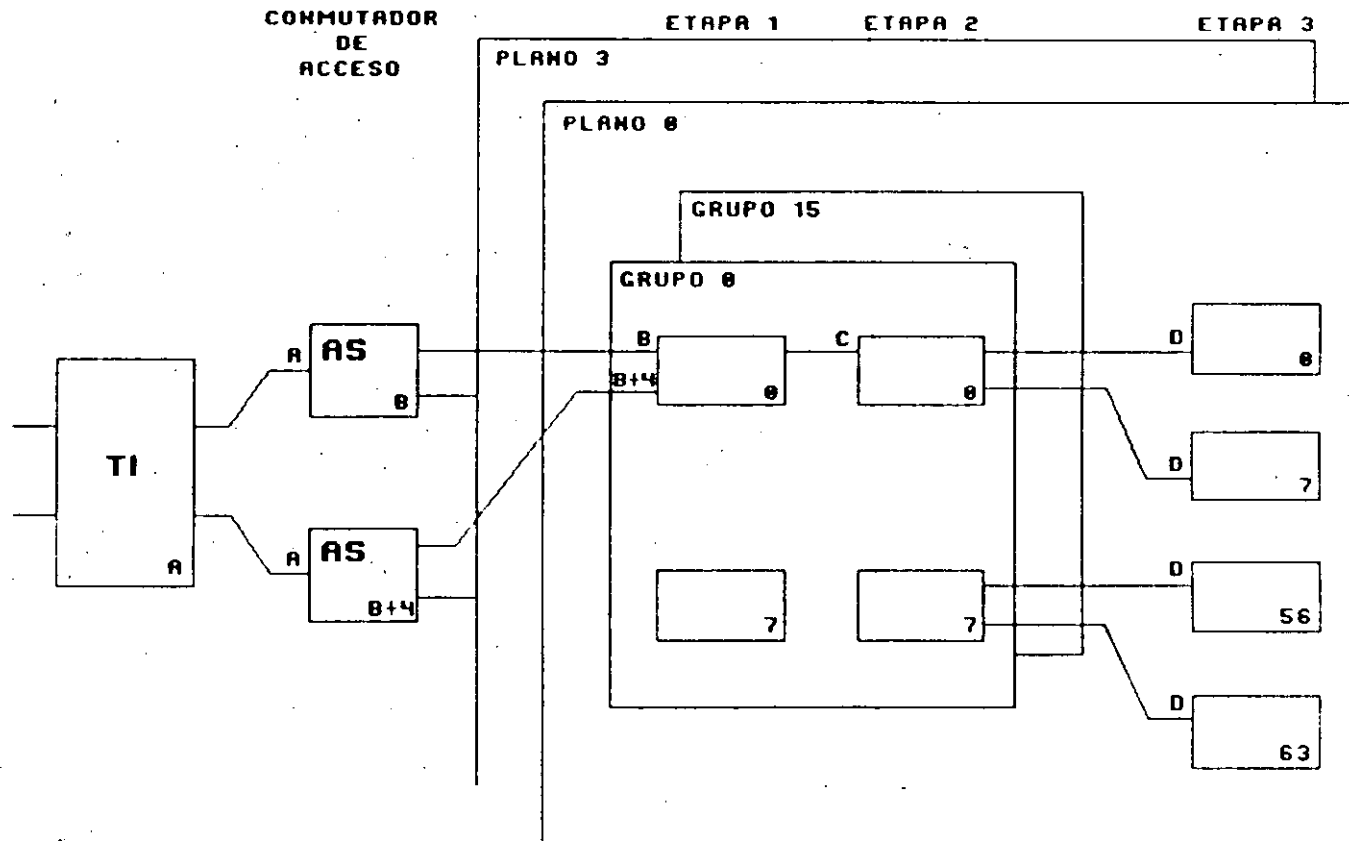 CONMUTADOR
DE
ACCESO
ETAPA 1
ETAPA 2
ETAPA 3
PLANO 3
PLANO 0
GRUPO 15
GRUPO 0
A
AS
B
B
B+4
0
C
0
D
0
D
7
TI
A
A
AS
B+4
7
7
D
56
D
63